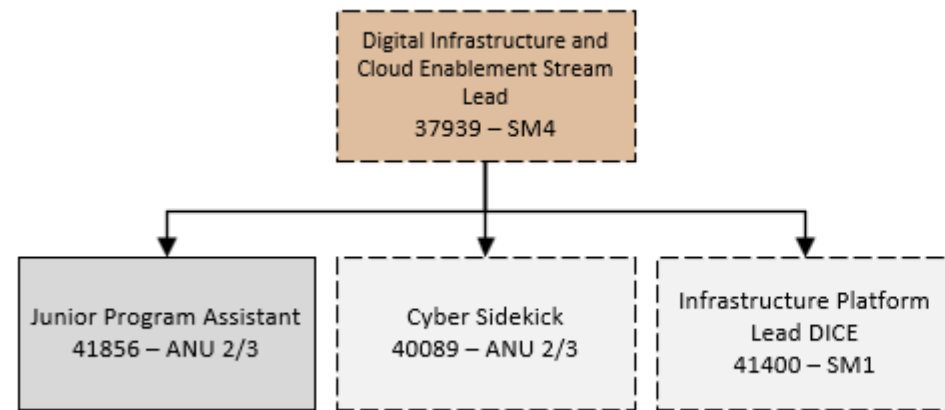 Digital Infrastructure and
Cloud Enablement Stream
Lead
37939 – SM4
Junior Program Assistant
41856 – ANU 2/3
Cyber Sidekick
40089 – ANU 2/3
Infrastructure Platform
Lead DICE
41400 – SM1